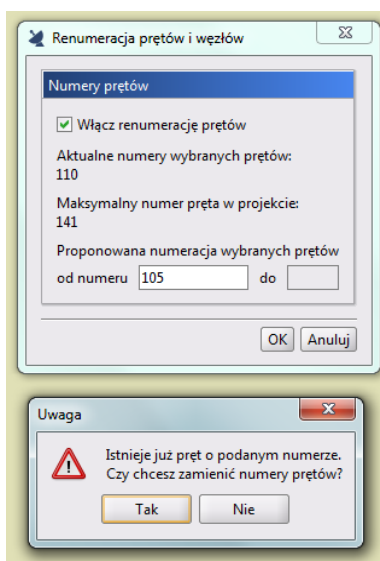 Renumeracja prętów i węzłów
Numery prętów
Włącz renumerację prętów
Aktualne numery wybranych prętów:
110
Maksymalny numer pręta w projekcie:
141
Proponowana numeracja wybranych prętów
od numeru 105 do
OK Anuluj
Uwaga
Istnieje już pręt o podanym numerze.
Czy chcesz zamienić numery prętów?
Tak Nie